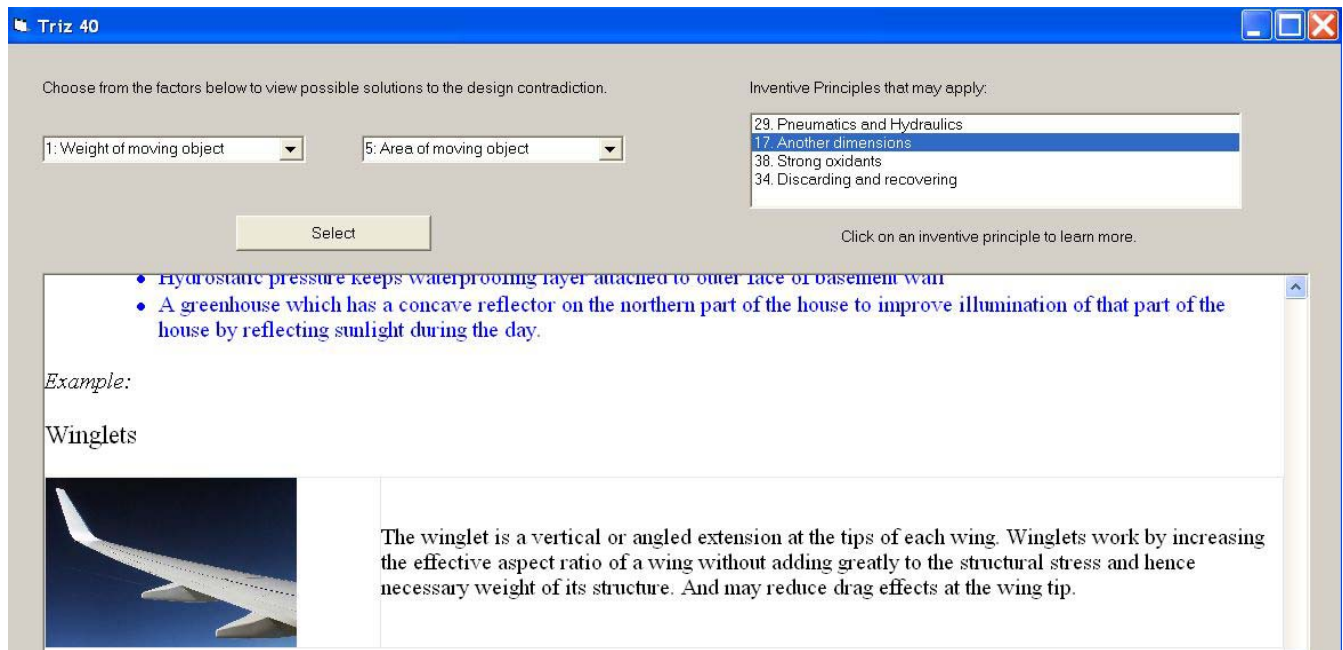 Triz 40
Choose from the factors below to view possible solutions to the design contradiction.
Inventive Principles that may apply:
1: Weight of moving object
5: Area of moving object
29. Pneumatics and Hydraulics
17. Another dimensions
38. Strong oxidants
34. Discarding and recovering
Select
Click on an inventive principle to learn more.
Hydrostatic pressure keeps waterproofing layer attached to outer face of basement wall
A greenhouse which has a concave reflector on the northern part of the house to improve illumination of that part of the
house by reflecting sunlight during the day.
Example:
Winglets
The winglet is a vertical or angled extension at the tips of each wing. Winglets work by increasing
the effective aspect ratio of a wing without adding greatly to the structural stress and hence
necessary weight of its structure. And may reduce drag effects at the wing tip.